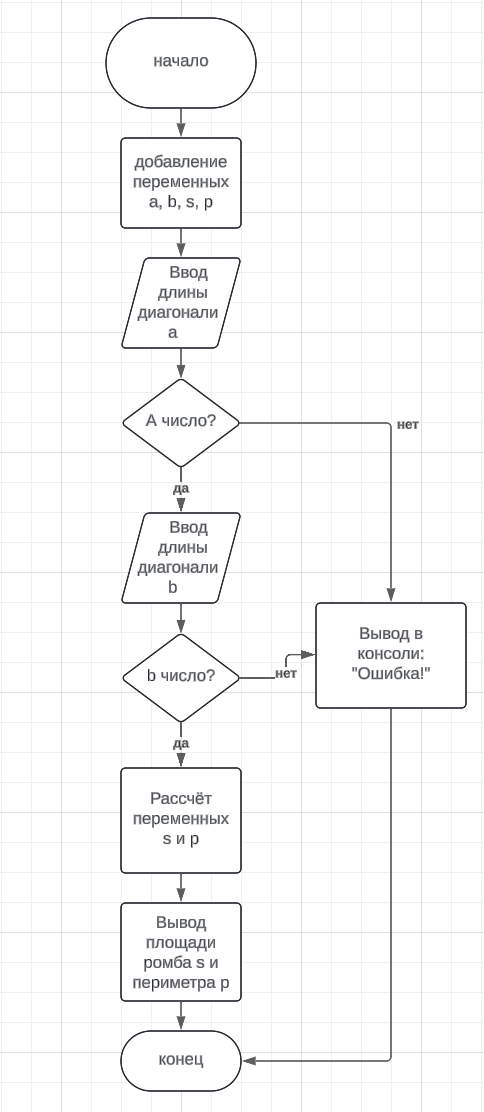 начало
добавление
переменных
a, b, s, p
Ввод
длины
диагонали
a
А число?
нет
да
Ввод
длины
диагонали
b
b число?
нет
Вывод в
консоли:
"Ошибка!"
да
Рассчёт
переменных
s и p
Вывод
площади
ромба s и
периметра p
конец